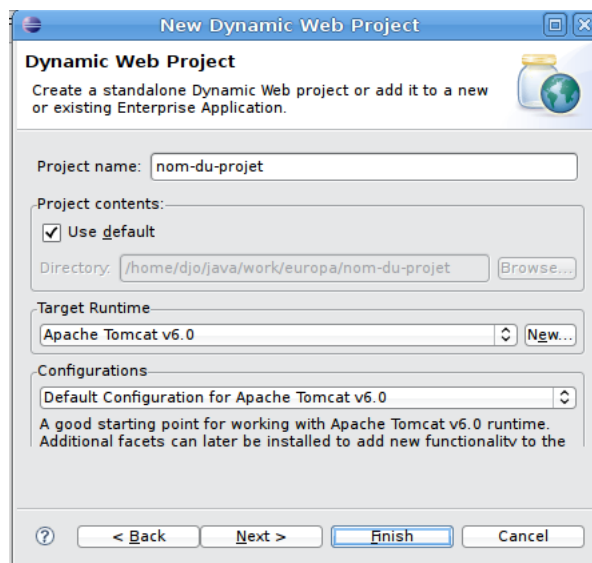 New Dynamic Web Project
Dynamic Web Project
Create a standalone Dynamic Web project or add it to a new
or existing Enterprise Application.
Project name: nom-du-projet
Project contents:
Use default
Directory: /home/djo/java/work/europa/nom-du-projet Browse...
Target Runtime
Apache Tomcat v6.0 New...
Configurations
Default Configuration for Apache Tomcat v6.0
A good starting point for working with Apache Tomcat v6.0 runtime.
Additional facets can later be installed to add new functionality to the
? < Back Next > Finish Cancel